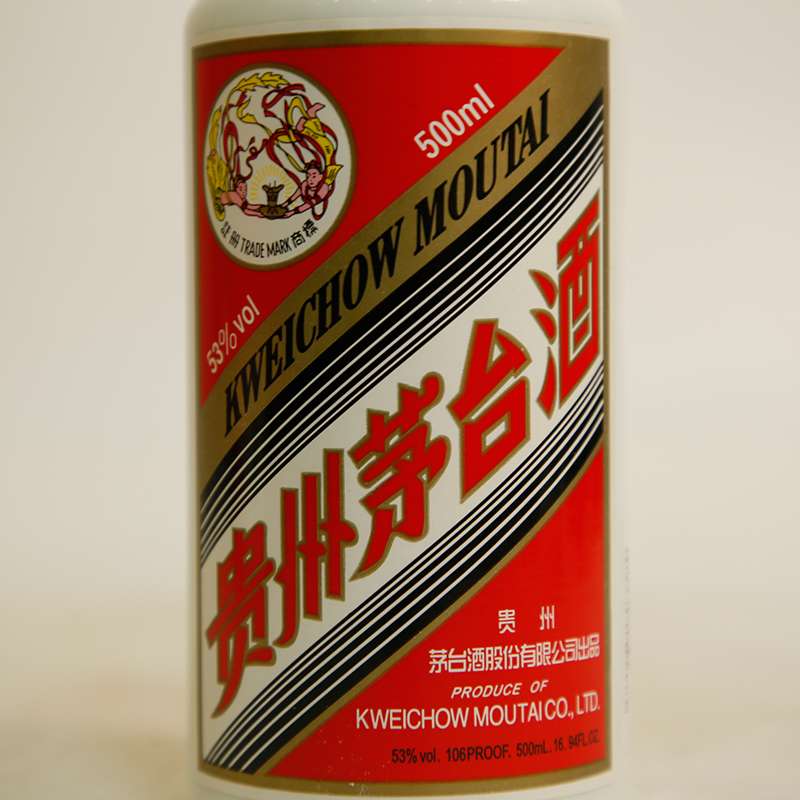 500ml
註册 TRADE MARK 商標
53%vol
KWEICHOW MOUTAI
贵州茅台酒
贵州
茅台酒股份有限公司出品
PRODUCE OF
KWEICHOW MOUTAI CO., LTD.
53% vol. 106PROOF. 500mL. 16. 94FL.OZ.